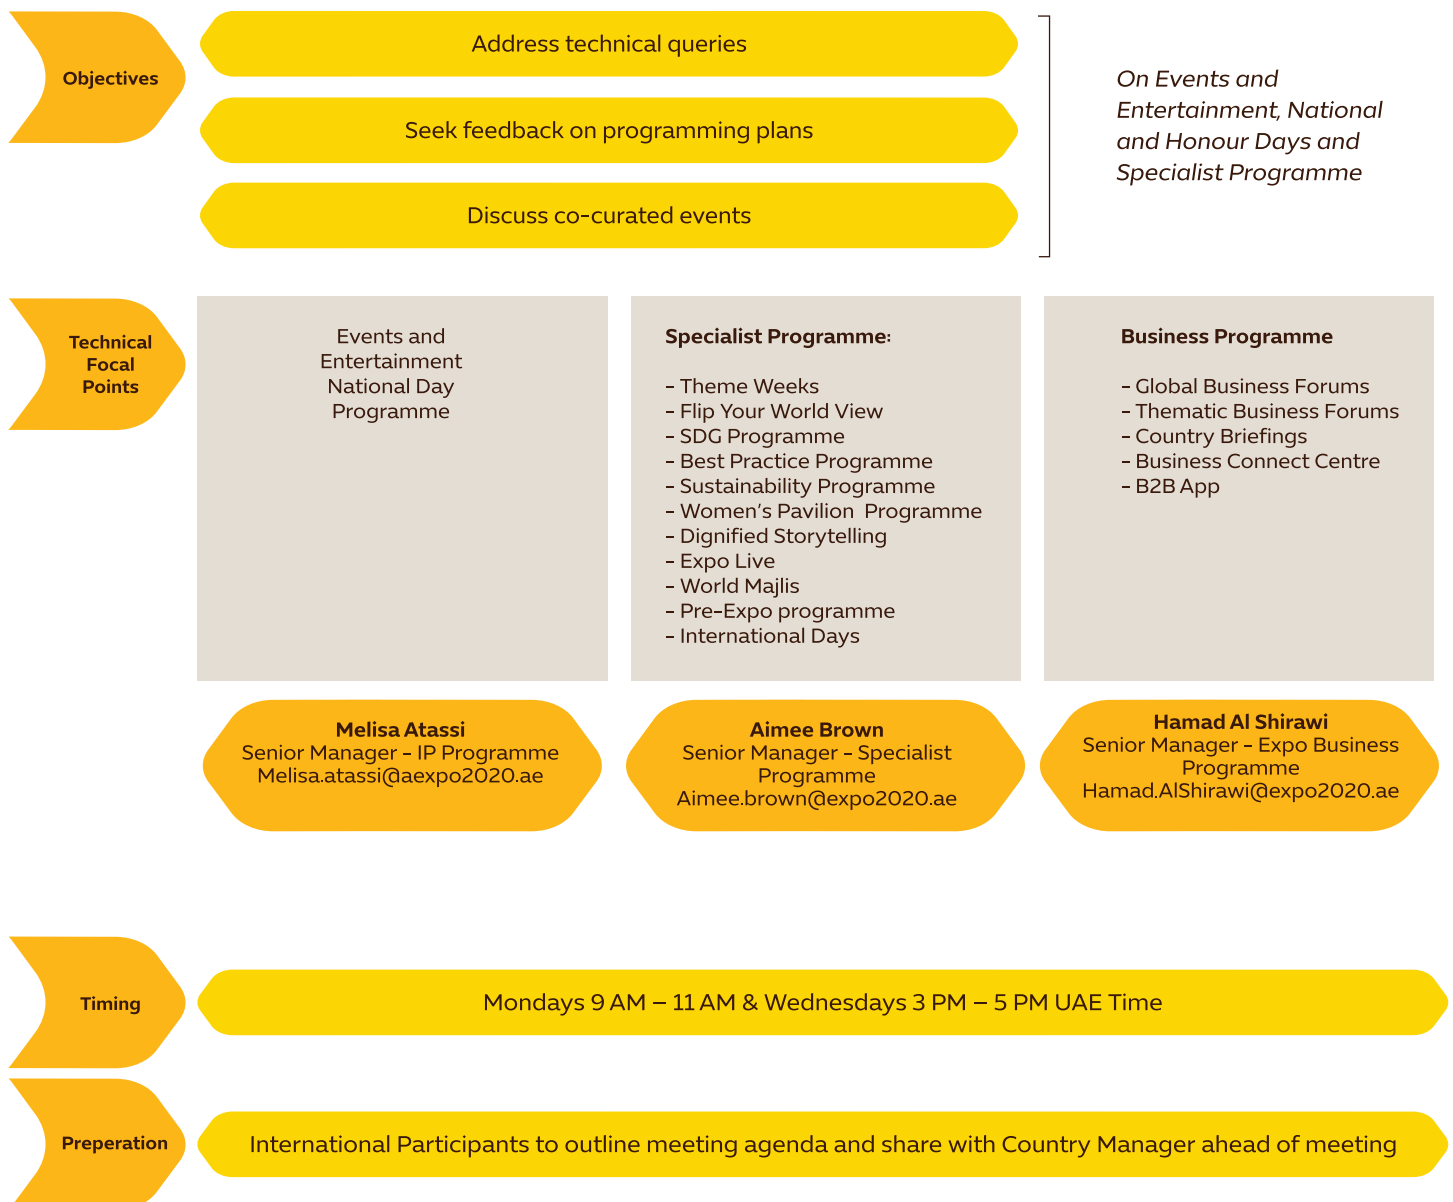 Objectives
Address technical queries
Seek feedback on programming plans
Discuss co-curated events
On Events and
Entertainment, National
and Honour Days and
Specialist Programme
Technical
Focal
Points
Events and
Entertainment
National Day
Programme
Specialist Programme:
- Theme Weeks
- Flip Your World View
- SDG Programme
- Best Practice Programme
- Sustainability Programme
- Women's Pavilion  Programme
- Dignified Storytelling
- Expo Live
- World Majlis
- Pre-Expo programme
- International Days
Business Programme
- Global Business Forums
- Thematic Business Forums
- Country Briefings
- Business Connect Centre
- B2B App
Melisa Atassi
Senior Manager - IP Programme
Melisa.atassi@aexpo2020.ae
Aimee Brown
Senior Manager - Specialist
Programme
Aimee.brown@expo2020.ae
Hamad Al Shirawi
Senior Manager - Expo Business
Programme
Hamad.AlShirawi@expo2020.ae
Timing
Mondays 9 AM – 11 AM & Wednesdays 3 PM – 5 PM UAE Time
Preperation
International Participants to outline meeting agenda and share with Country Manager ahead of meeting